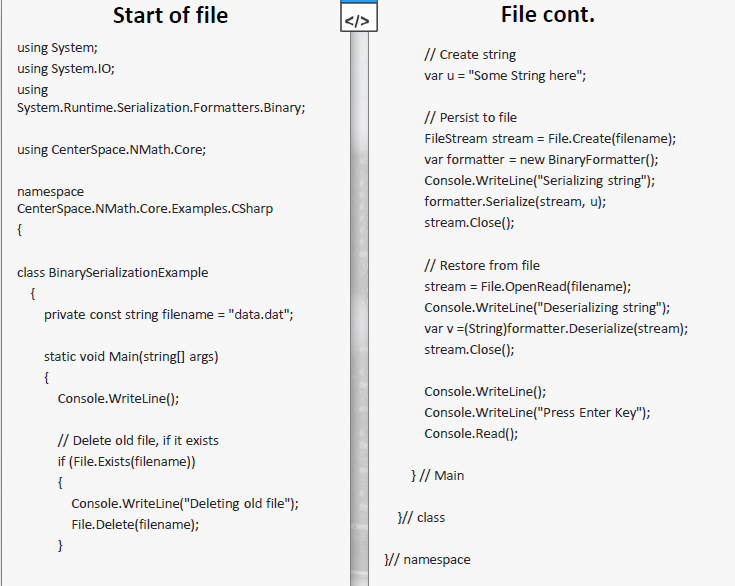 Start of file
using System;
using System.IO;
using
System.Runtime.Serialization.Formatters.Binary;
using CenterSpace.NMath.Core;
namespace
CenterSpace.NMath.Core.Examples.CSharp
{
class BinarySerializationExample
{
private const string filename = "data.dat";
static void Main(string[] args)
{
Console.WriteLine();
// Delete old file, if it exists
if (File.Exists(filename))
{
Console.WriteLine("Deleting old file");
File.Delete(filename);
}
</>
File cont.
// Create string
var u = "Some String here";
// Persist to file
FileStream stream = File.Create(filename);
var formatter = new BinaryFormatter();
Console.WriteLine("Serializing string");
formatter.Serialize(stream, u);
stream.Close();
// Restore from file
stream = File.OpenRead(filename);
Console.WriteLine("Deserializing string");
var v =(String)formatter.Deserialize(stream);
stream.Close();
Console.WriteLine();
Console.WriteLine("Press Enter Key");
Console.Read();
} // Main
}// class
}// namespace